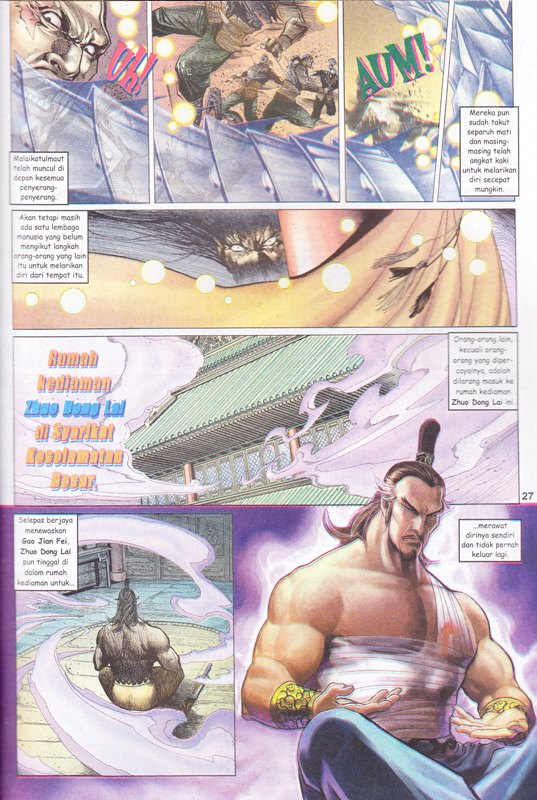 Uh!
AUM!
Malaikatulmaut
telah muncul di
depan kesemua
penyerang-
penyerang.
Mereka pun
sudah takut
separuh mati
dan masing-
masing telah
angkat kaki
untuk melarikan
diri secepat
mungkin.
Akan tetapi masih
ada satu lembaga
manusia yang belum
mengikut langkah
orang-orang yang lain
itu untuk melarikan
diri dari tempat itu.
Rumah
kediaman
Zhuo Dong Lai
di Syarikat
Keselamatan
Besar.
Orang-orang lain,
kecuali orang-
orang yang diper-
cayainya, adalah
dilarang masuk ke
rumah kediaman
Zhuo Dong Lai ini.
27
Selepas berjaya
menewaskan
Gao Jian Fei,
Zhuo Dong Lai
pun tinggal di
dalam rumah
kediaman untuk...
...merawat
dirinya sendiri
dan tidak pernah
keluar lagi.